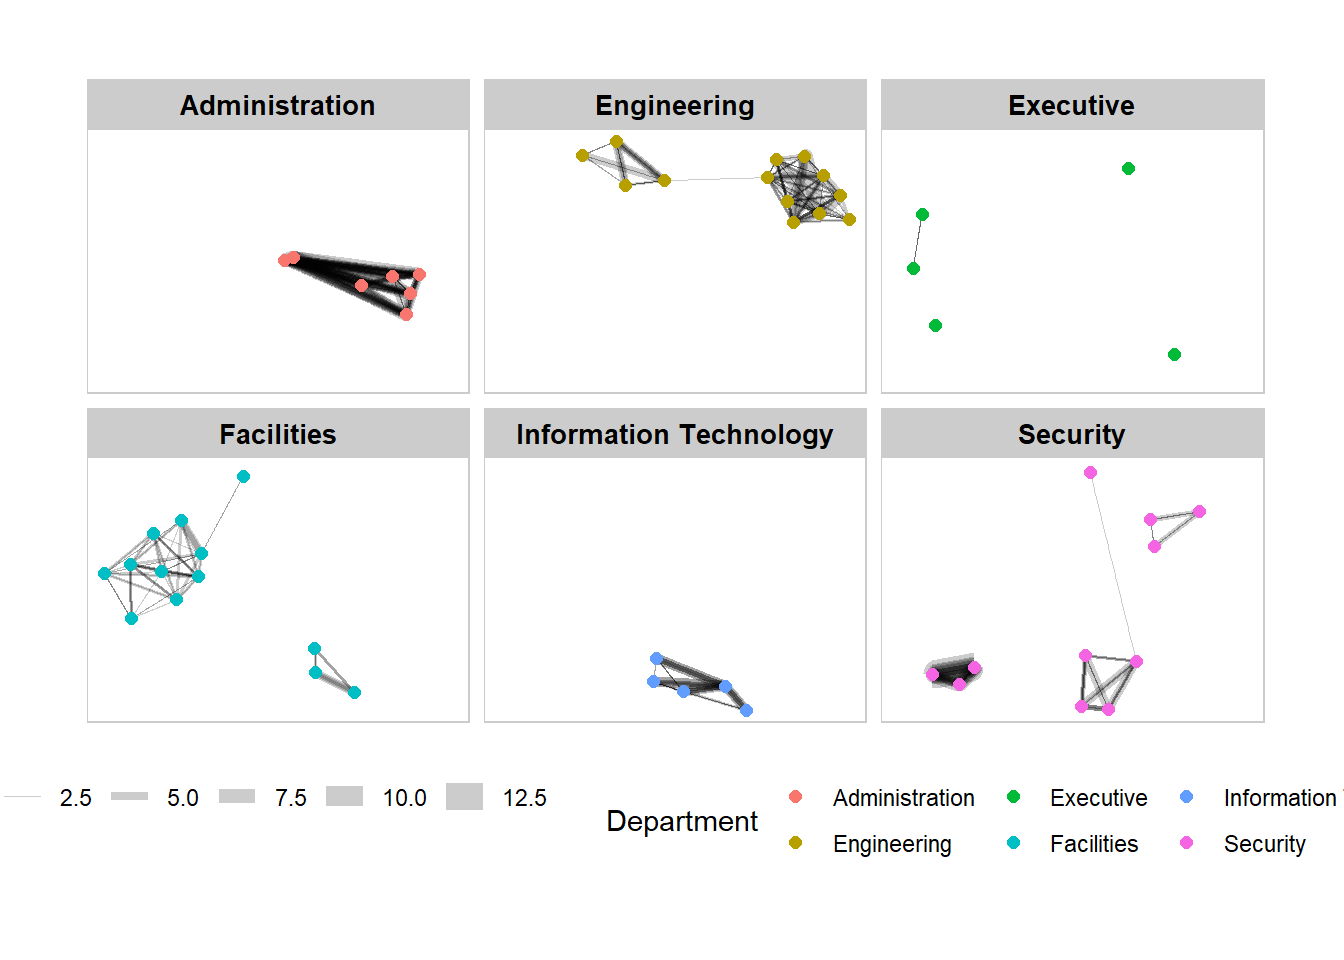 Administration
Engineering
Executive
Facilities
Information Technology
Security
2.5 5.0 7.5 10.0 12.5
Department
Administration Executive Information
Engineering Facilities Security